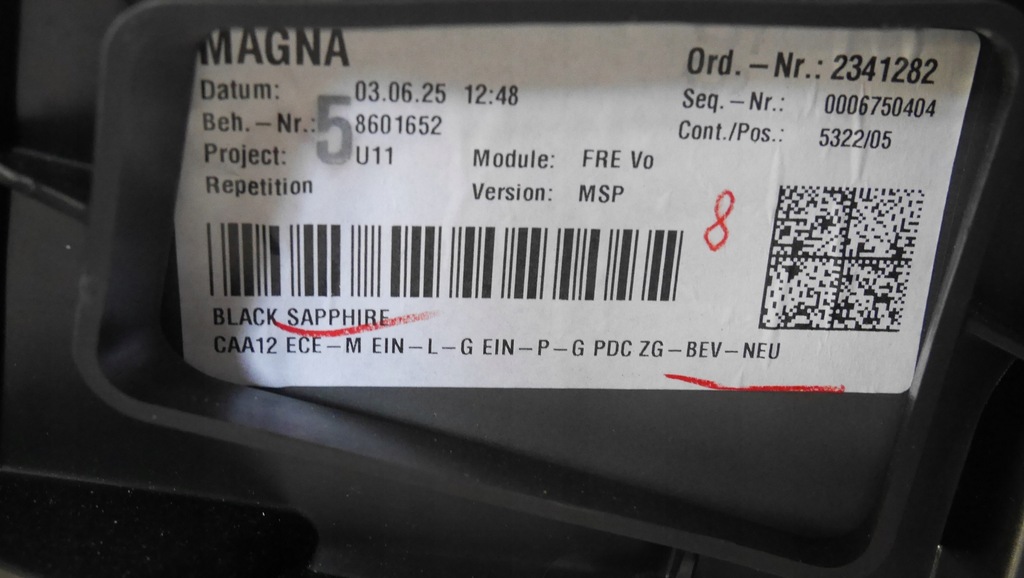 MAGNA
Ord.–Nr.: 2341282
Datum: 03.06.25 12:48
Seq.–Nr.: 0006750404
Beh.–Nr.: 8601652
5
Cont./Pos.: 5322/05
Project: U11
Module: FRE Vo
Repetition
Version: MSP
8
BLACK SAPPHIRE
CAA12 ECE–M EIN–L–G EIN–P–G PDC ZG–BEV–NEU